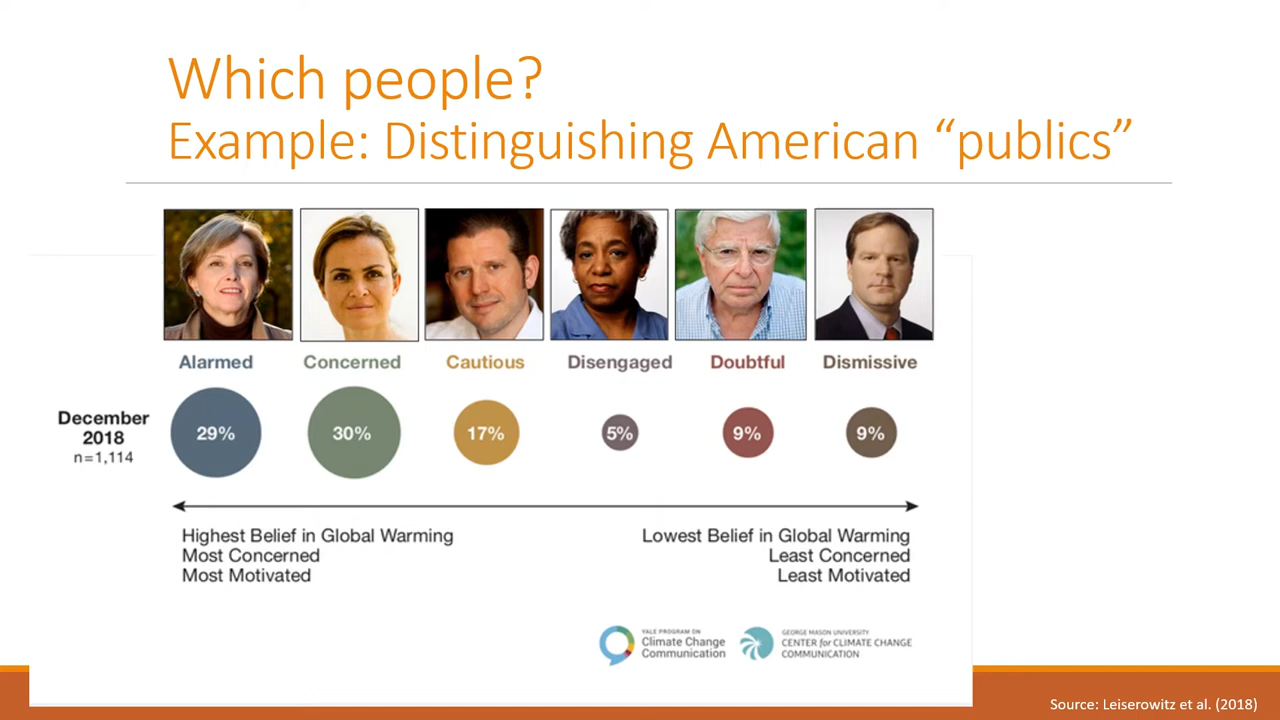 Which people?
Example: Distinguishing American “publics”
Alarmed Concerned Cautious Disengaged Doubtful Dismissive
December
2018
n=1,114
29% 30% 17% 5% 9% 9%
Highest Belief in Global Warming
Most Concerned
Most Motivated
Lowest Belief in Global Warming
Least Concerned
Least Motivated
YALE PROGRAM ON
Climate Change
Communication
GEORGE MASON UNIVERSITY
CENTER for CLIMATE CHANGE
COMMUNICATION
Source: Leiserowitz et al. (2018)